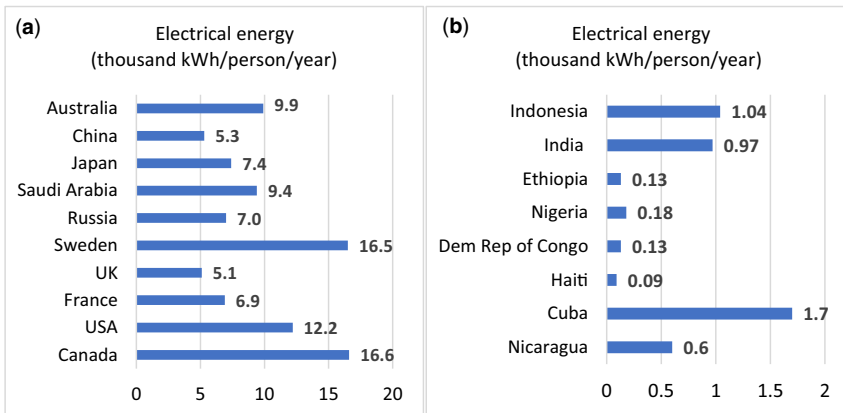 (a)
Electrical energy
(thousand kWh/person/year)
Australia 9.9
China 5.3
Japan 7.4
Saudi Arabia 9.4
Russia 7.0
Sweden 16.5
UK 5.1
France 6.9
USA 12.2
Canada 16.6
0 5 10 15 20
(b)
Electrical energy
(thousand kWh/person/year)
Indonesia 1.04
India 0.97
Ethiopia 0.13
Nigeria 0.18
Dem Rep of Congo 0.13
Haiti 0.09
Cuba 1.7
Nicaragua 0.6
0 0.5 1 1.5 2